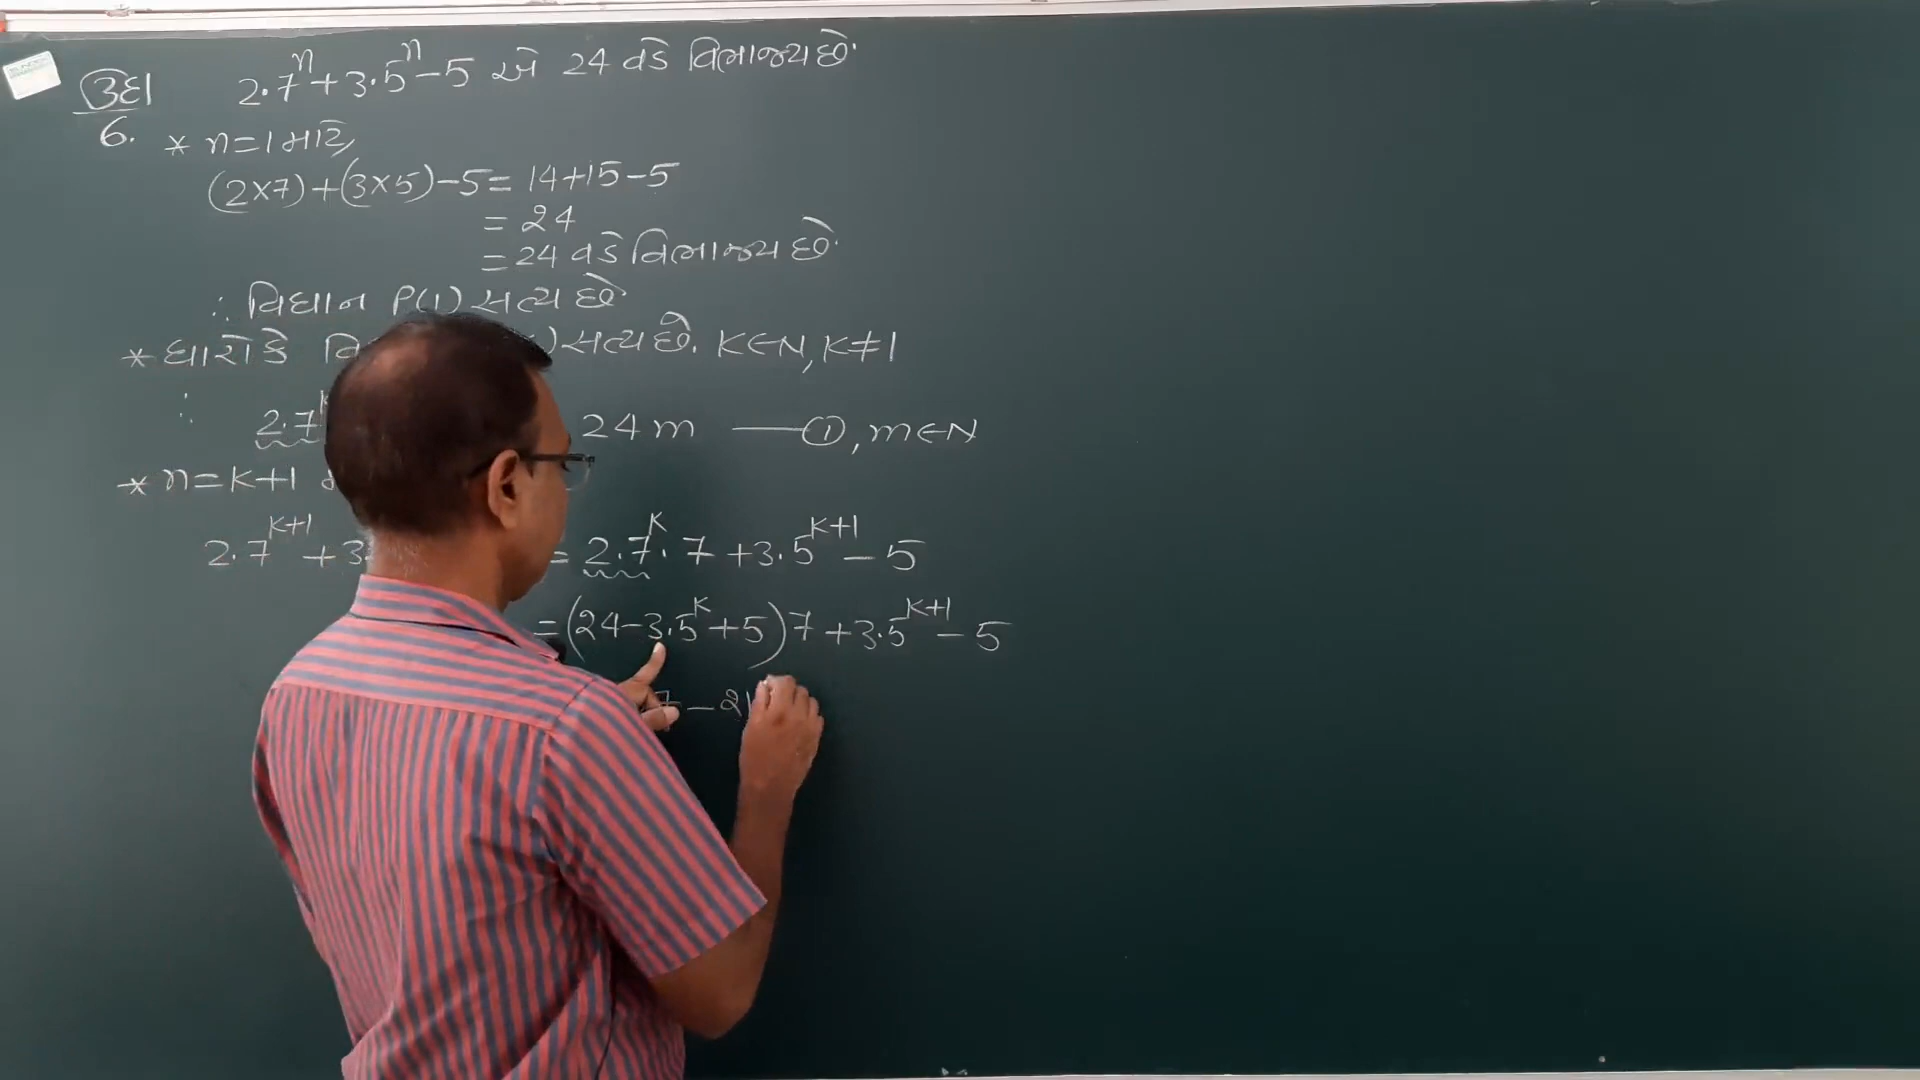 ઉદા 2·7ⁿ + 3·5ⁿ - 5 એ 24 વડે વિભાજ્ય છે.
6. * n=1 માટે,
(2×7)+(3×5)-5 = 14+15-5
= 24
= 24 વડે વિભાજ્ય છે.
∴ વિધાન P(1) સત્ય છે.
* ધારોકે વિ )સત્ય છે. K∈N, K≠1
∴ 2·7ᴷ 24m —①, m∈N
* n=K+1
2·7ᴷ⁺¹ + 3· = 2·7ᴷ·7 + 3·5ᴷ⁺¹ - 5
= (24-3·5ᴷ+5)7 + 3·5ᴷ⁺¹ - 5
7 - 21